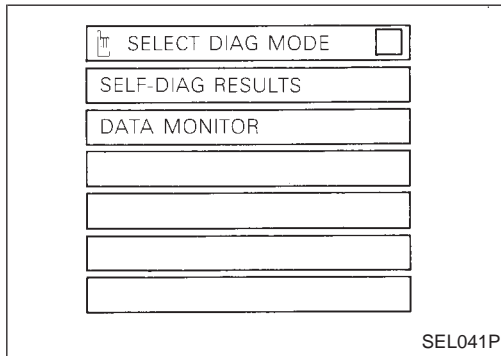 SELECT DIAG MODE
SELF-DIAG RESULTS
DATA MONITOR
SEL041P